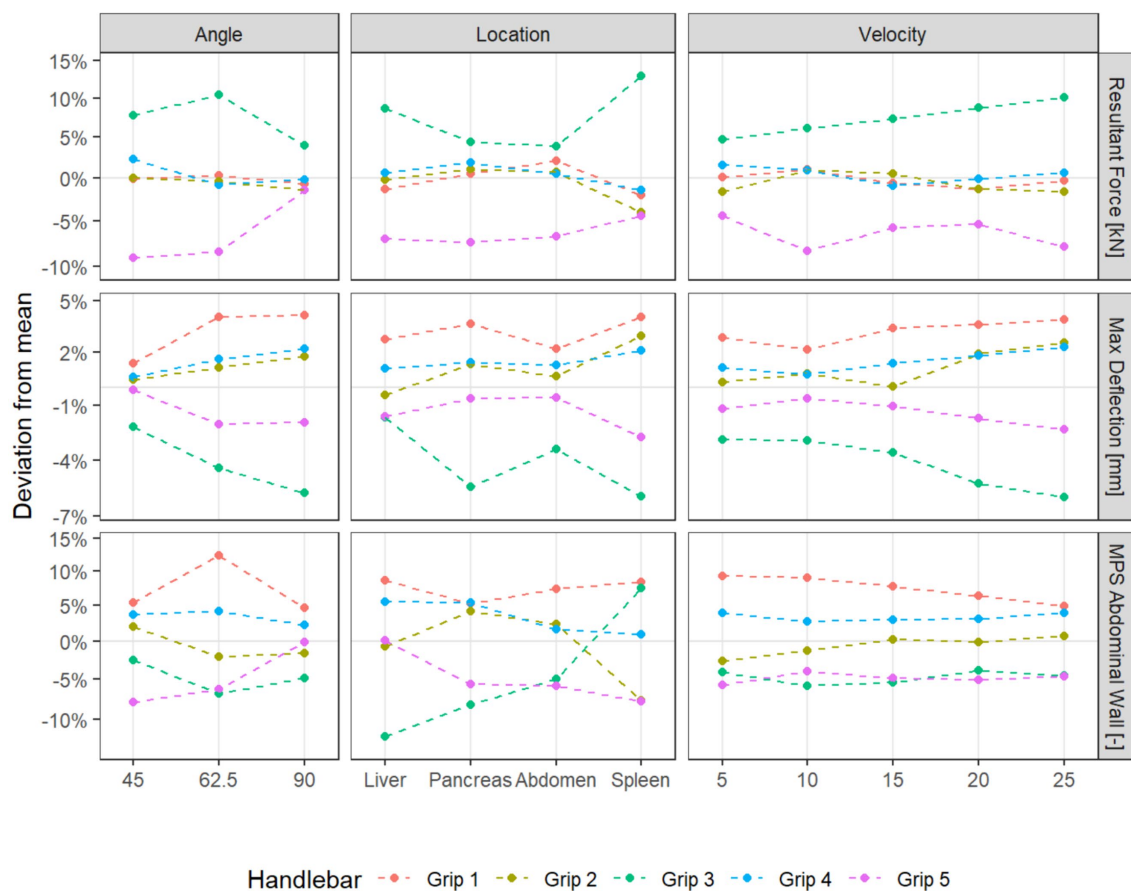 Angle
Location
Velocity
Deviation from mean
15%
10%
5%
0%
-5%
-10%
Resultant Force [kN]
5%
2%
-1%
-4%
-7%
Max Deflection [mm]
15%
10%
5%
0%
-5%
-10%
MPS Abdominal Wall [-]
45 62.5 90
Liver Pancreas Abdomen Spleen
5 10 15 20 25
Handlebar Grip 1 Grip 2 Grip 3 Grip 4 Grip 5